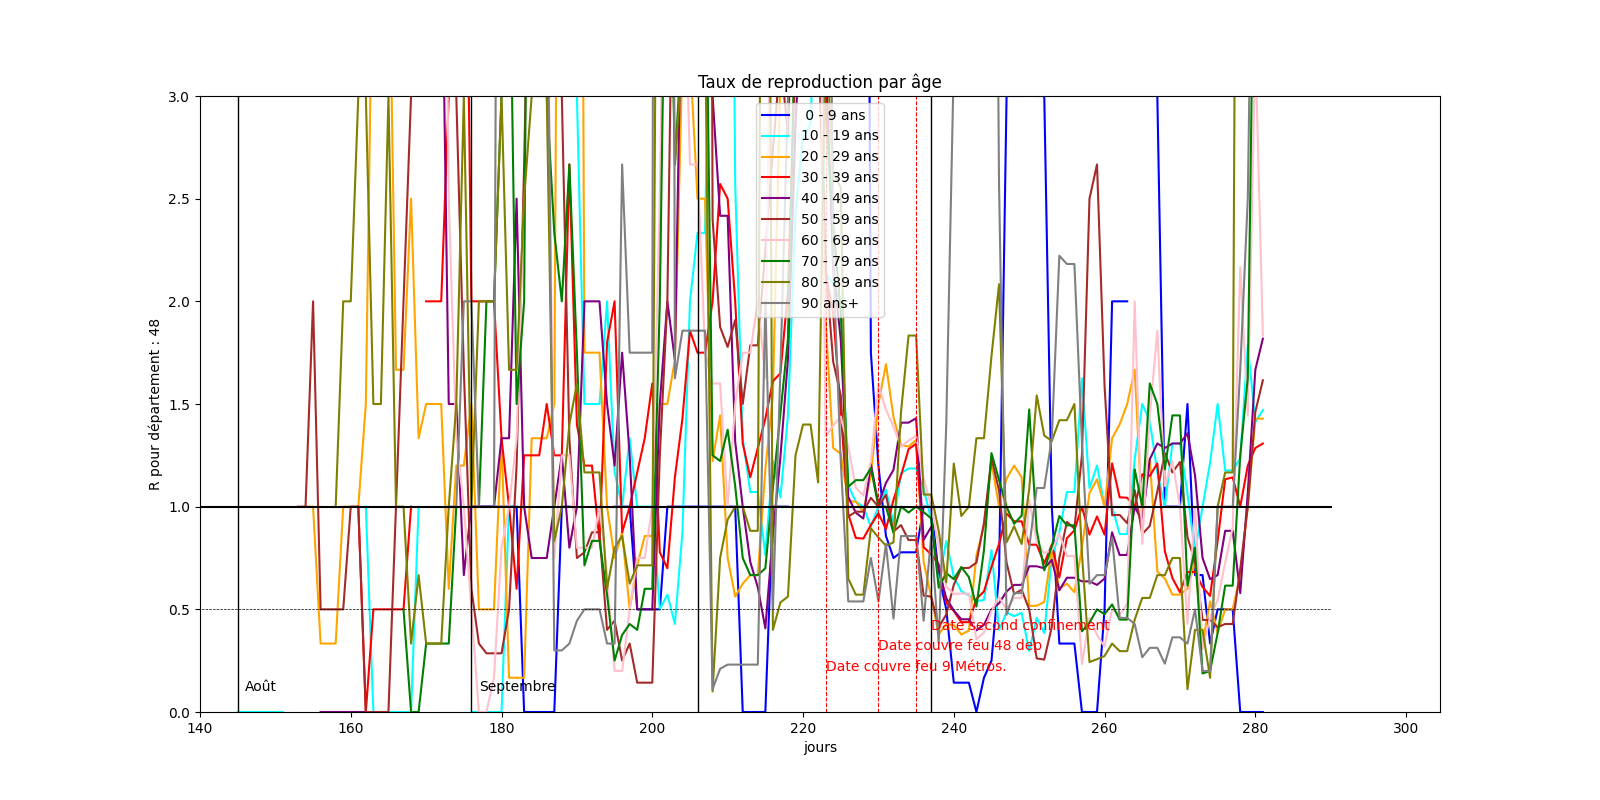 Taux de reproduction par âge
R pour département : 48
3.0
2.5
2.0
1.5
1.0
0.5
0.0
0 - 9 ans
10 - 19 ans
20 - 29 ans
30 - 39 ans
40 - 49 ans
50 - 59 ans
60 - 69 ans
70 - 79 ans
80 - 89 ans
90 ans+
Date second confinement
Date couvre feu 48 dep
Date couvre feu 9 Métros.
Août
Septembre
140 160 180 200 220 240 260 280 300
jours